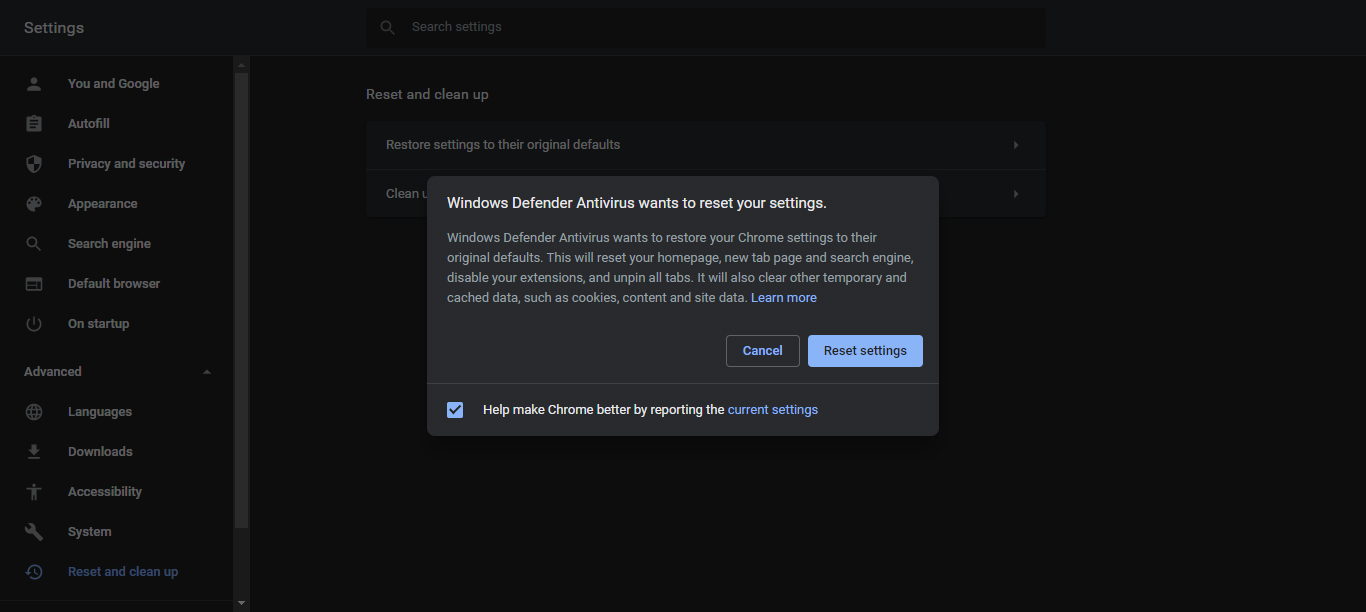 Settings
Search settings
You and Google
Autofill
Privacy and security
Appearance
Search engine
Default browser
On startup
Advanced
Languages
Downloads
Accessibility
System
Reset and clean up
Reset and clean up
Restore settings to their original defaults
Clean u
Windows Defender Antivirus wants to reset your settings.
Windows Defender Antivirus wants to restore your Chrome settings to their
original defaults. This will reset your homepage, new tab page and search engine,
disable your extensions, and unpin all tabs. It will also clear other temporary and
cached data, such as cookies, content and site data. Learn more
Cancel
Reset settings
Help make Chrome better by reporting the current settings